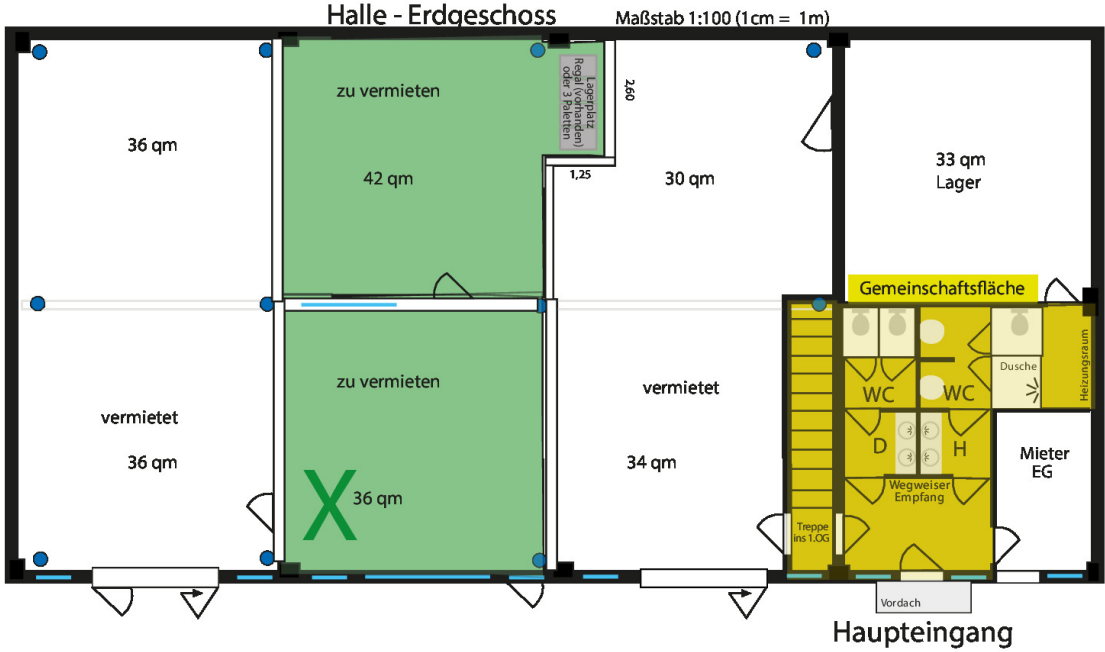 Halle - Erdgeschoss
Maßstab 1:100 (1cm = 1m)
zu vermieten
Lagerplatz
Regal (vorhanden)
oder 3 Paletten
2,60
36 qm
42 qm
1,25
30 qm
33 qm
Lager
Gemeinschaftsfläche
zu vermieten
vermietet
Dusche
Heizungsraum
WC
WC
vermietet
36 qm
34 qm
D
H
Mieter
EG
X
36 qm
Wegweiser
Empfang
Treppe
ins 1.OG
Vordach
Haupteingang